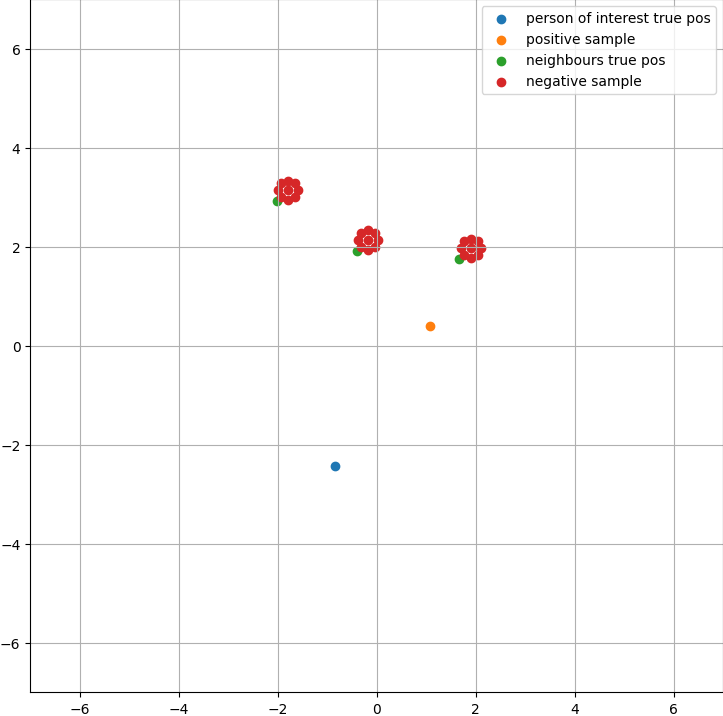 person of interest true pos
positive sample
neighbours true pos
negative sample
6
4
2
0
−2
−4
−6
−6 −4 −2 0 2 4 6